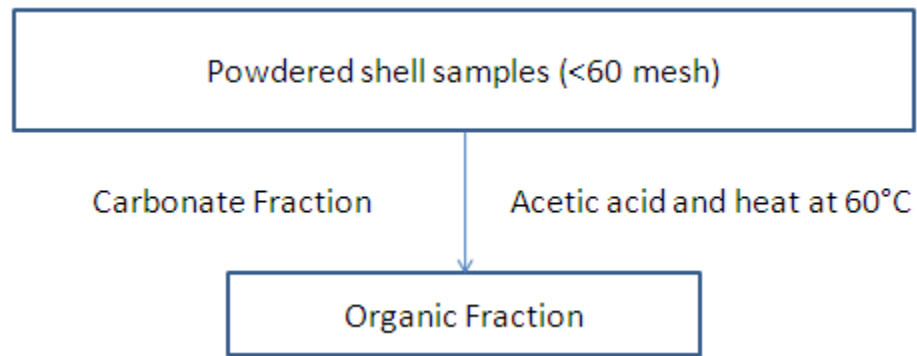 Powdered shell samples (<60 mesh)
Carbonate Fraction
Acetic acid and heat at 60°C
Organic Fraction